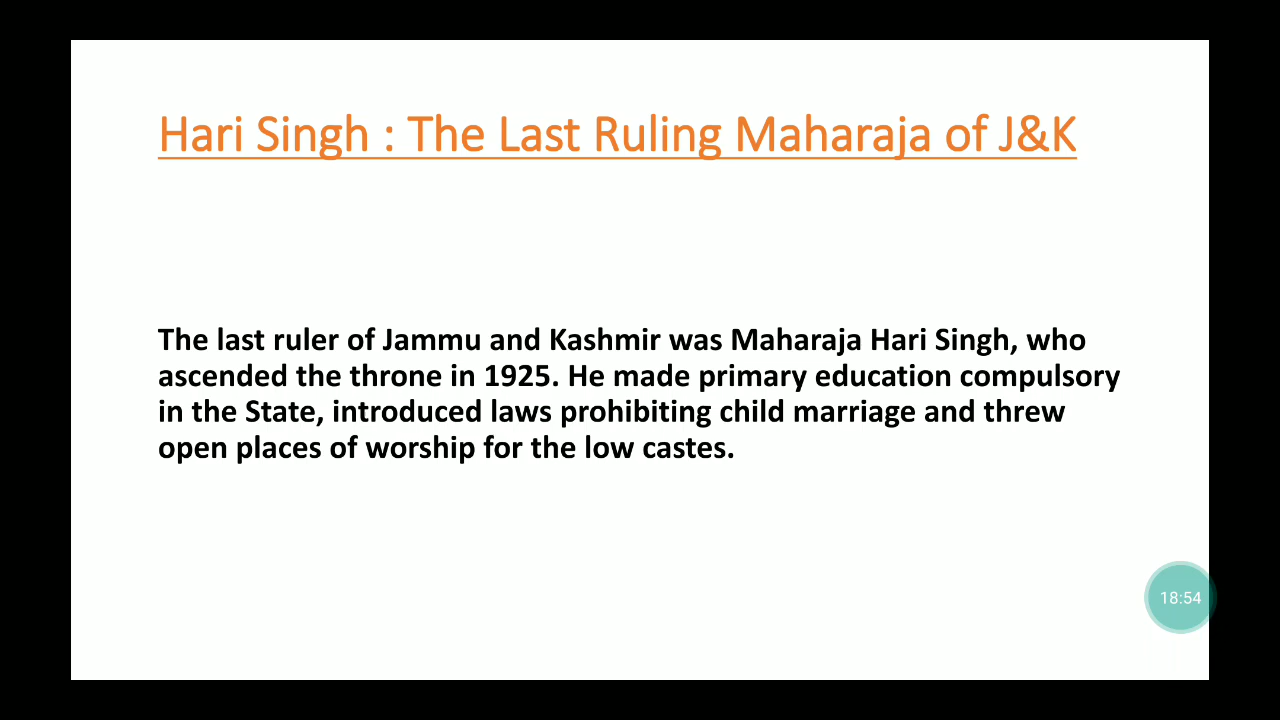 Hari Singh : The Last Ruling Maharaja of J&K
The last ruler of Jammu and Kashmir was Maharaja Hari Singh, who
ascended the throne in 1925. He made primary education compulsory
in the State, introduced laws prohibiting child marriage and threw
open places of worship for the low castes.
18:54